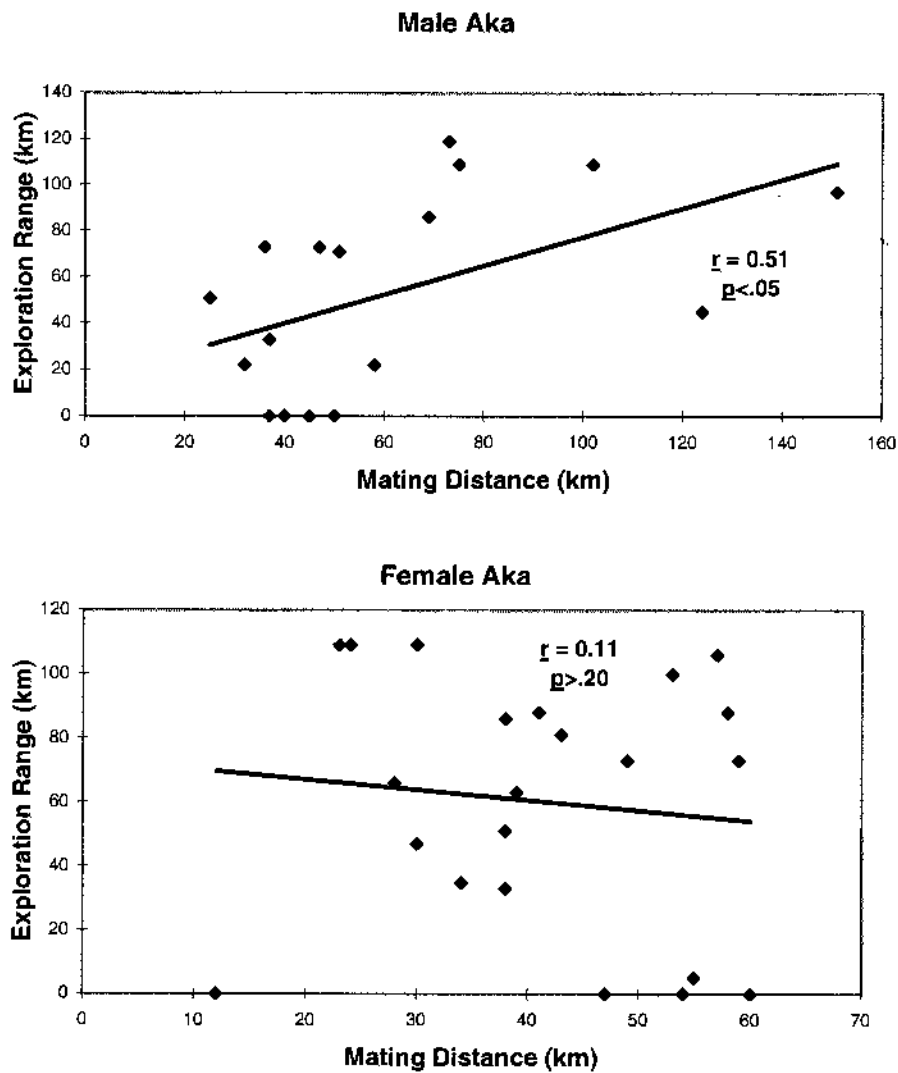 Male Aka
Exploration Range (km)
140
120
100
80
60
40
20
0
r = 0.51
p<.05
0 20 40 60 80 100 120 140 160
Mating Distance (km)
Female Aka
Exploration Range (km)
120
100
80
60
40
20
0
r = 0.11
p>.20
0 10 20 30 40 50 60 70
Mating Distance (km)